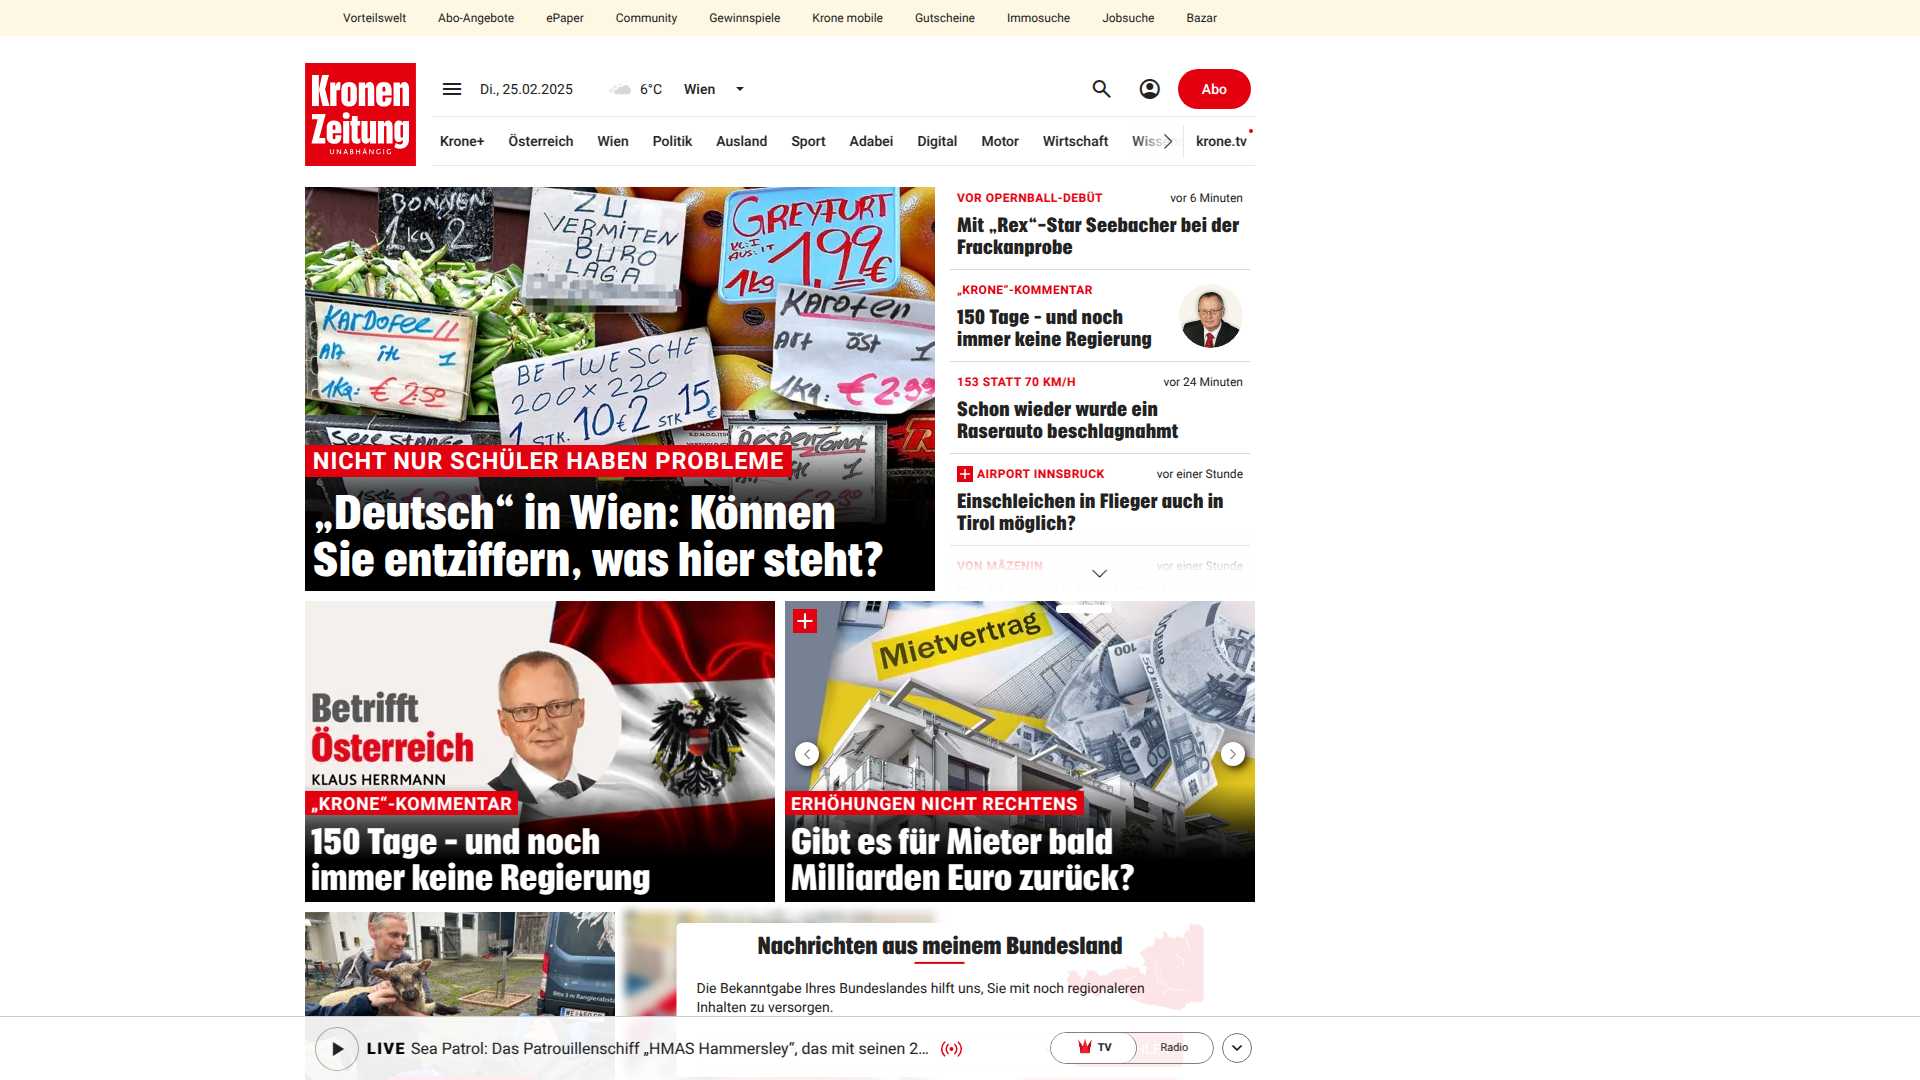 Vorteilswelt Abo-Angebote ePaper Community Gewinnspiele Krone mobile Gutscheine Immosuche Jobsuche Bazar
Kronen
Zeitung
UNABHÄNGIG
Di., 25.02.2025 6°C Wien Abo
Krone+ Österreich Wien Politik Ausland Sport Adabei Digital Motor Wirtschaft krone.tv
BONNEN
1kg 2
ZU
VERMITEN
BÜRO
LAGA
GREYFURT
KL: I
AUS: IT
1kg 1,99€
KARDOFELL
Art itl 1
1Kg: € 2.50
BETWESCHE
200x220
1 STK. 10€ 2 STK 15€
Karoten
Art öst 1
1Kg: € 2.99
NICHT NUR SCHÜLER HABEN PROBLEME
„Deutsch“ in Wien: Können
Sie entziffern, was hier steht?
VOR OPERNBALL-DEBÜT vor 6 Minuten
Mit „Rex“-Star Seebacher bei der
Frackanprobe
„KRONE“-KOMMENTAR
150 Tage - und noch
immer keine Regierung
153 STATT 70 KM/H vor 24 Minuten
Schon wieder wurde ein
Raserauto beschlagnahmt
AIRPORT INNSBRUCK vor einer Stunde
Einschleichen in Flieger auch in
Tirol möglich?
VON MÄZENIN vor einer Stunde
Betrifft
Österreich
KLAUS HERRMANN
„KRONE“-KOMMENTAR
150 Tage - und noch
immer keine Regierung
Mietvertrag
ERHÖHUNGEN NICHT RECHTENS
Gibt es für Mieter bald
Milliarden Euro zurück?
Nachrichten aus meinem Bundesland
Die Bekanntgabe Ihres Bundeslandes hilft uns, Sie mit noch regionaleren
Inhalten zu versorgen.
LIVE Sea Patrol: Das Patrouillenschiff „HMAS Hammersley“, das mit seinen 2... TV Radio